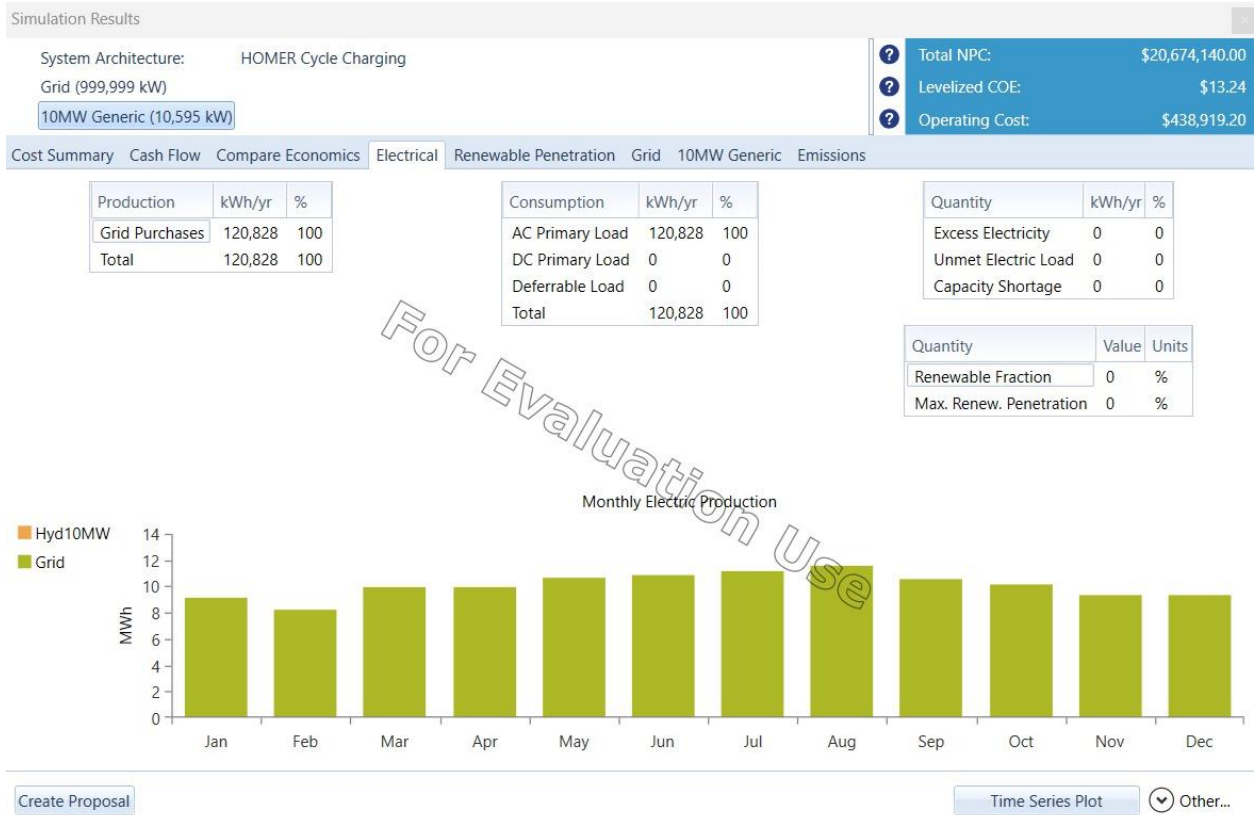 Simulation Results
System Architecture: HOMER Cycle Charging
Grid (999,999 kW)
10MW Generic (10,595 kW)
? Total NPC: $20,674,140.00
? Levelized COE: $13.24
? Operating Cost: $438,919.20
Cost Summary Cash Flow Compare Economics Electrical Renewable Penetration Grid 10MW Generic Emissions
Production kWh/yr %
Grid Purchases 120,828 100
Total 120,828 100
Consumption kWh/yr %
AC Primary Load 120,828 100
DC Primary Load 0 0
Deferrable Load 0 0
Total 120,828 100
Quantity kWh/yr %
Excess Electricity 0 0
Unmet Electric Load 0 0
Capacity Shortage 0 0
Quantity Value Units
Renewable Fraction 0 %
Max. Renew. Penetration 0 %
For Evaluation Use
Monthly Electric Production
Hyd10MW
Grid
MWh
14
12
10
8
6
4
2
0
Jan Feb Mar Apr May Jun Jul Aug Sep Oct Nov Dec
Create Proposal Time Series Plot Other...